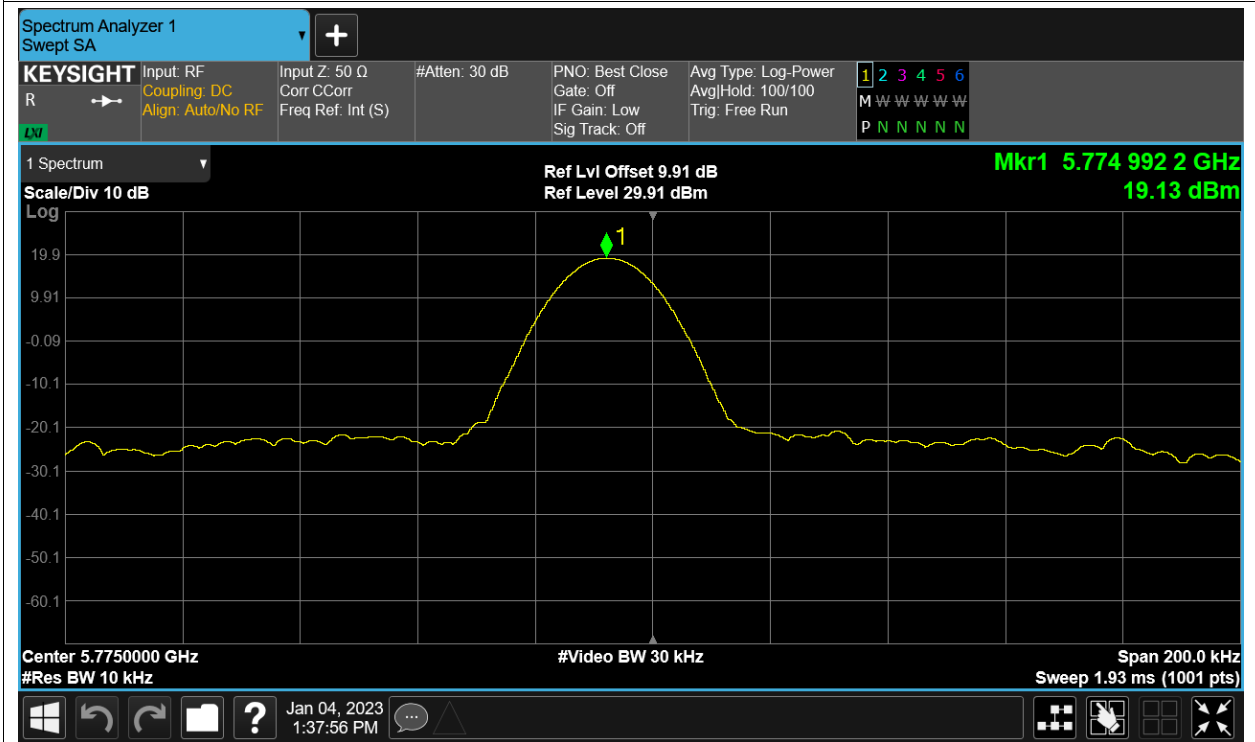 Spectrum Analyzer 1
Swept SA
+
KEYSIGHT
R
LXI
Input: RF
Coupling: DC
Align: Auto/No RF
Input Z: 50 Ω
Corr CCorr
Freq Ref: Int (S)
#Atten: 30 dB
PNO: Best Close
Gate: Off
IF Gain: Low
Sig Track: Off
Avg Type: Log-Power
Avg|Hold: 100/100
Trig: Free Run
1 2 3 4 5 6
M W W W W W
P N N N N N
1 Spectrum
Scale/Div 10 dB
Log
Ref Lvl Offset 9.91 dB
Ref Level 29.91 dBm
Mkr1 5.774 992 2 GHz
19.13 dBm
1
19.9
9.91
-0.09
-10.1
-20.1
-30.1
-40.1
-50.1
-60.1
Center 5.7750000 GHz
#Res BW 10 kHz
#Video BW 30 kHz
Span 200.0 kHz
Sweep 1.93 ms (1001 pts)
?
Jan 04, 2023
1:37:56 PM